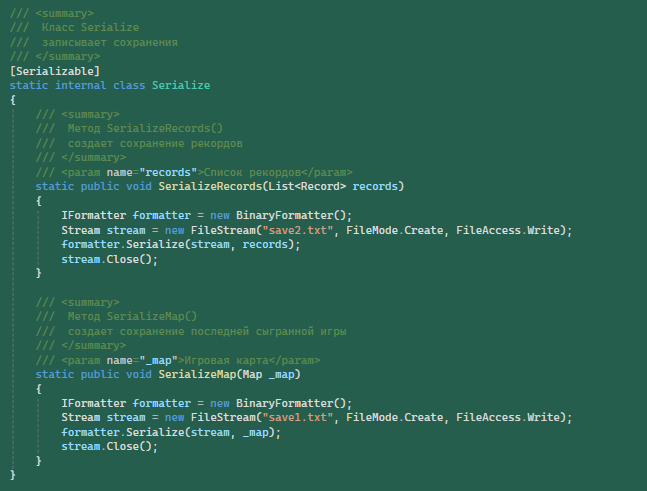 /// <summary>
///  Класс Serialize
///  записывает сохранения
/// </summary>
[Serializable]
static internal class Serialize
{
    /// <summary>
    ///  Метод SerializeRecords()
    ///  создает сохранение рекордов
    /// </summary>
    /// <param name="records">Список рекордов</param>
    static public void SerializeRecords(List<Record> records)
    {
        IFormatter formatter = new BinaryFormatter();
        Stream stream = new FileStream("save2.txt", FileMode.Create, FileAccess.Write);
        formatter.Serialize(stream, records);
        stream.Close();
    }

    /// <summary>
    ///  Метод SerializeMap()
    ///  создает сохранение последней сыгранной игры
    /// </summary>
    /// <param name="_map">Игровая карта</param>
    static public void SerializeMap(Map _map)
    {
        IFormatter formatter = new BinaryFormatter();
        Stream stream = new FileStream("save1.txt", FileMode.Create, FileAccess.Write);
        formatter.Serialize(stream, _map);
        stream.Close();
    }
}